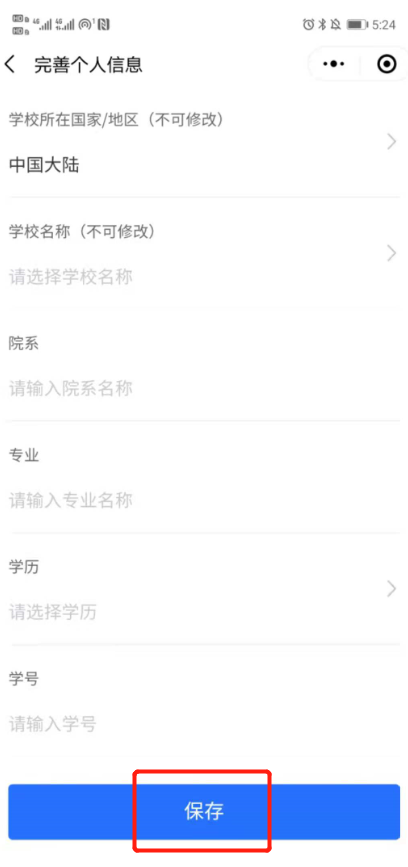 5:24
完善个人信息
学校所在国家/地区（不可修改）
中国大陆
学校名称（不可修改）
请选择学校名称
院系
请输入院系名称
专业
请输入专业名称
学历
请选择学历
学号
请输入学号
保存